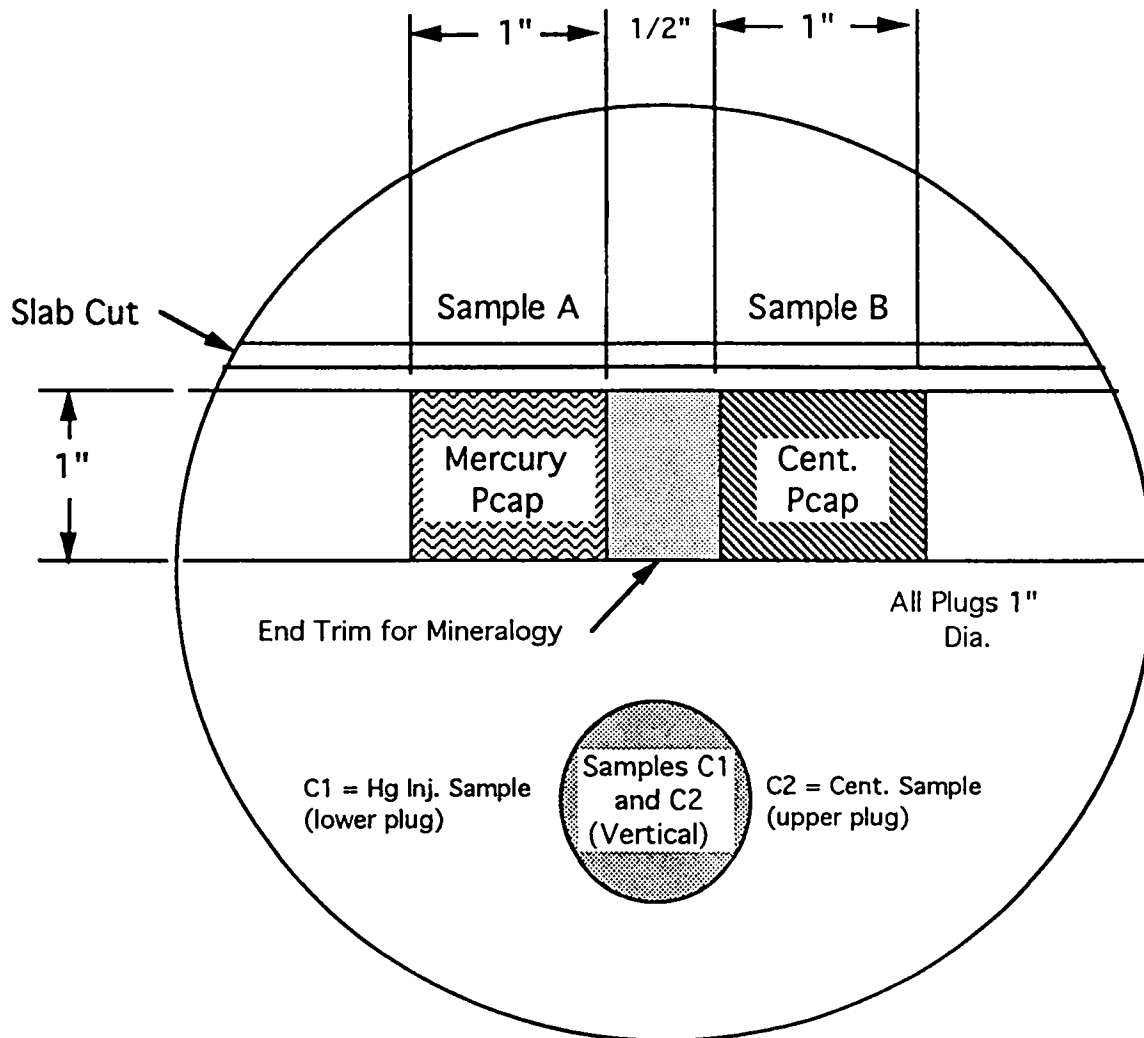 1"
1/2"
1"
Slab Cut
Sample A
Sample B
1"
Mercury
Pcap
Cent.
Pcap
End Trim for Mineralogy
All Plugs 1"
Dia.
C1 = Hg Inj. Sample
(lower plug)
Samples C1
and C2
(Vertical)
C2 = Cent. Sample
(upper plug)